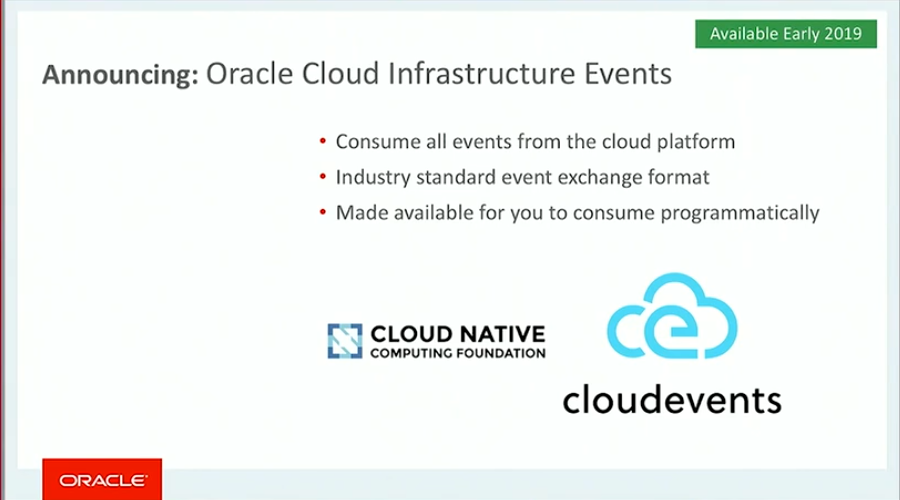 Available Early 2019
Announcing: Oracle Cloud Infrastructure Events
• Consume all events from the cloud platform
• Industry standard event exchange format
• Made available for you to consume programmatically
CLOUD NATIVE
COMPUTING FOUNDATION
cloudevents
ORACLE